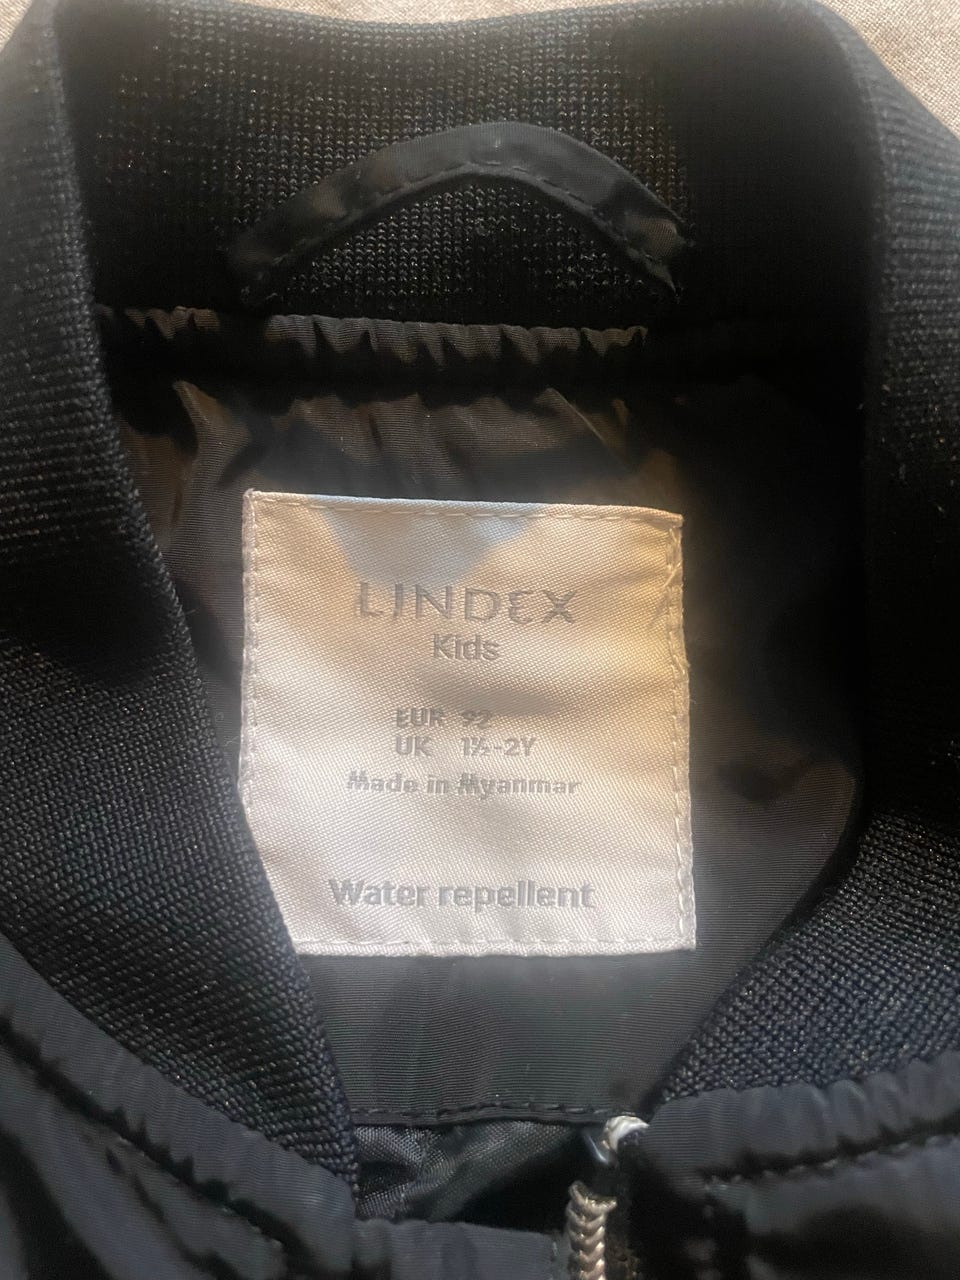 LINDEX
Kids
EUR 92
UK 1½-2Y
Made in Myanmar
Water repellent